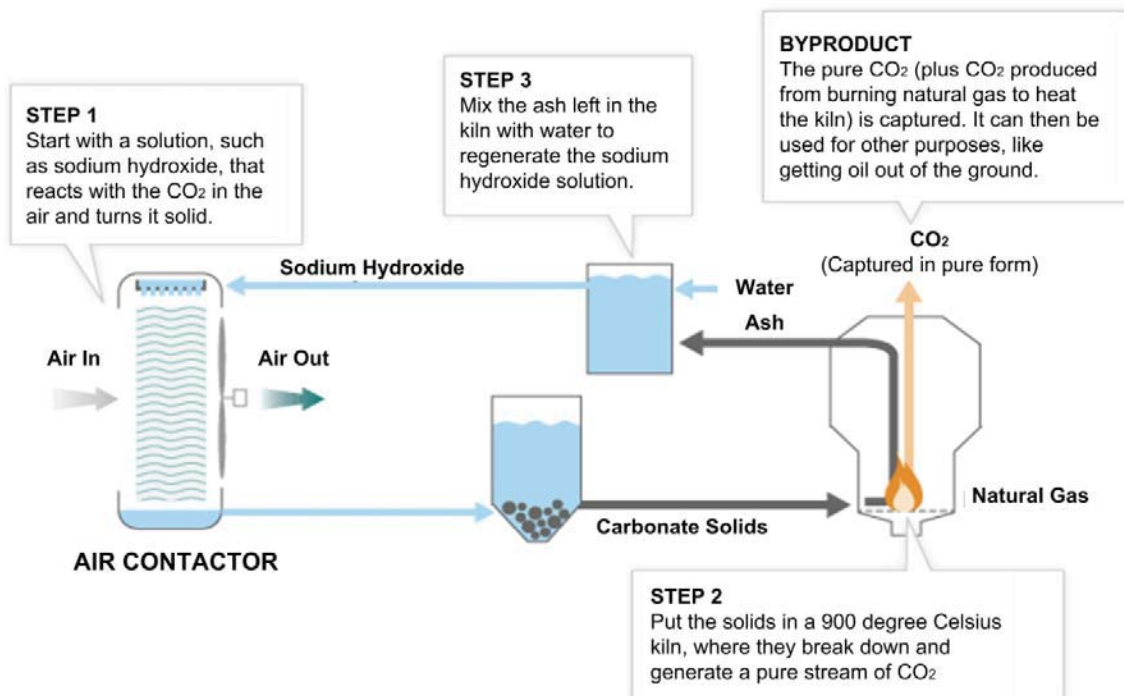 STEP 1
Start with a solution, such
as sodium hydroxide, that
reacts with the CO₂ in the
air and turns it solid.
STEP 3
Mix the ash left in the
kiln with water to
regenerate the sodium
hydroxide solution.
BYPRODUCT
The pure CO₂ (plus CO₂ produced
from burning natural gas to heat
the kiln) is captured. It can then be
used for other purposes, like
getting oil out of the ground.
CO₂
(Captured in pure form)
Sodium Hydroxide
Water
Ash
Air In
Air Out
Natural Gas
Carbonate Solids
AIR CONTACTOR
STEP 2
Put the solids in a 900 degree Celsius
kiln, where they break down and
generate a pure stream of CO₂